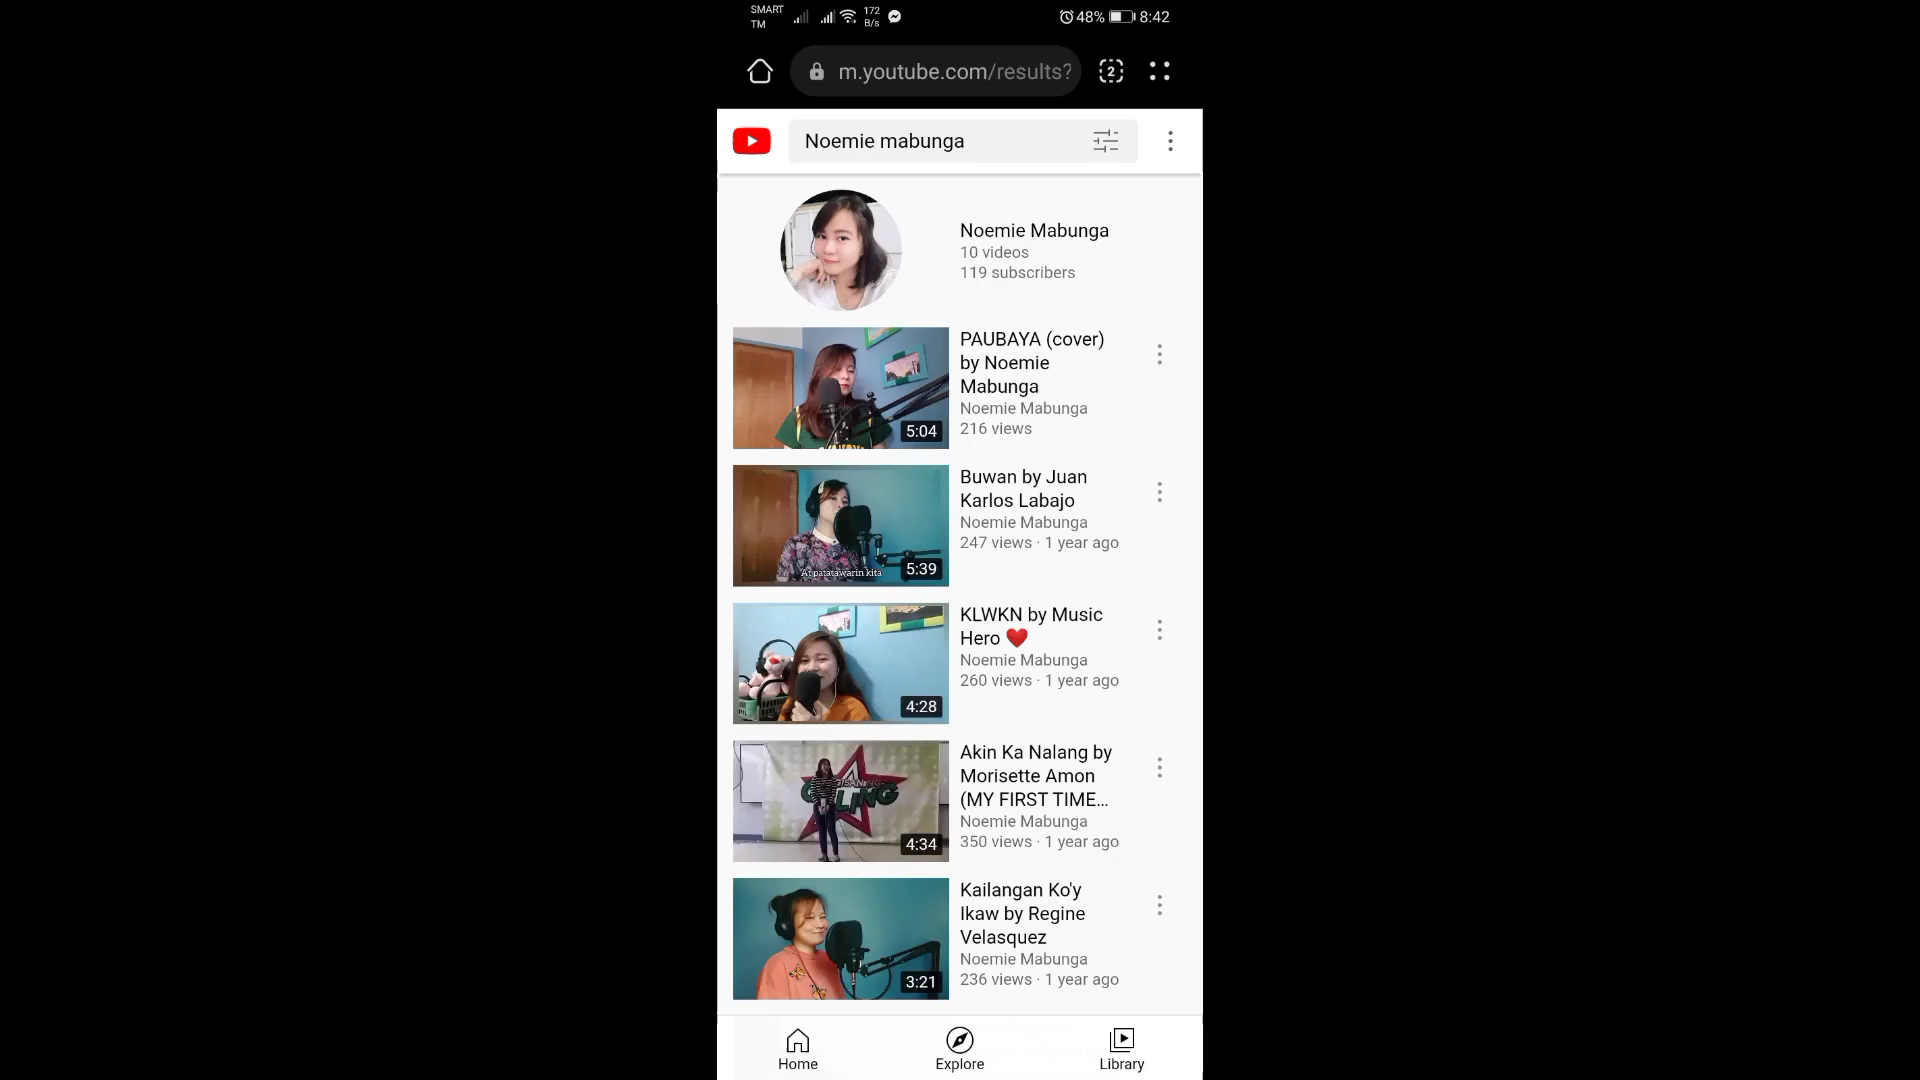 SMART
TM
172
B/s
48%
8:42
m.youtube.com/results?
2
Noemie mabunga
Noemie Mabunga
10 videos
119 subscribers
PAUBAYA (cover)
by Noemie
Mabunga
Noemie Mabunga
216 views
5:04
Buwan by Juan
Karlos Labajo
Noemie Mabunga
247 views · 1 year ago
At patatawarin kita
5:39
KLWKN by Music
Hero ❤️
Noemie Mabunga
260 views · 1 year ago
4:28
Akin Ka Nalang by
Morisette Amon
(MY FIRST TIME...
Noemie Mabunga
350 views · 1 year ago
4:34
Kailangan Ko'y
Ikaw by Regine
Velasquez
Noemie Mabunga
236 views · 1 year ago
3:21
Home
Explore
Library